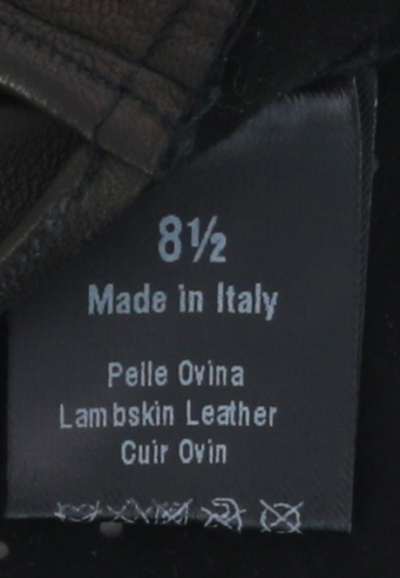 8½
Made in Italy
Pelle Ovina
Lambskin Leather
Cuir Ovin